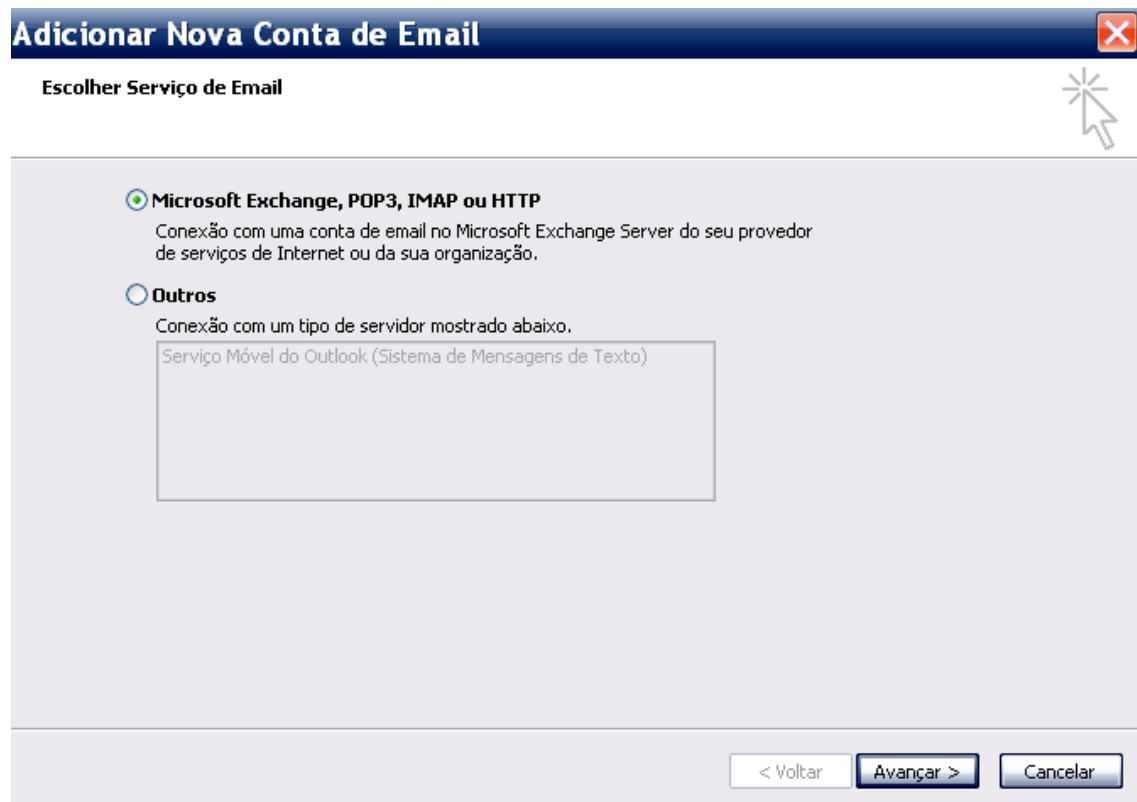 Adicionar Nova Conta de Email
Escolher Serviço de Email
Microsoft Exchange, POP3, IMAP ou HTTP
Conexão com uma conta de email no Microsoft Exchange Server do seu provedor
de serviços de Internet ou da sua organização.
Outros
Conexão com um tipo de servidor mostrado abaixo.
Serviço Móvel do Outlook (Sistema de Mensagens de Texto)
< Voltar
Avançar >
Cancelar